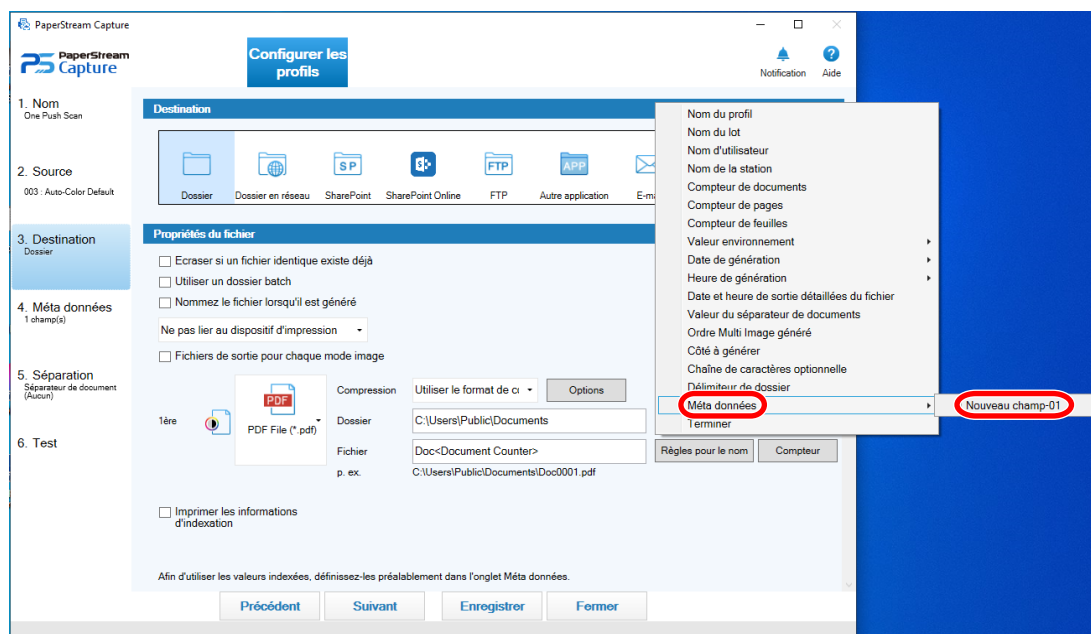 PaperStream Capture
PaperStream
Capture
Configurer les
profils
Notification
Aide
1. Nom
One Push Scan
2. Source
003 : Auto-Color Default
3. Destination
Dossier
4. Méta données
1 champ(s)
5. Séparation
Séparateur de document
(Aucun)
6. Test
Destination
Dossier
Dossier en réseau
SP
SharePoint
SharePoint Online
FTP
FTP
APP
Autre application
Propriétés du fichier
Ecraser si un fichier identique existe déjà
Utiliser un dossier batch
Nommez le fichier lorsqu'il est généré
Ne pas lier au dispositif d'impression
Fichiers de sortie pour chaque mode image
1ère
PDF
PDF File (*.pdf)
Compression
Utiliser le format de
Options
Dossier
C:\Users\Public\Documents
Fichier
Doc<Document Counter>
Règles pour le nom
Compteur
p. ex.
C:\Users\Public\Documents\Doc0001.pdf
Imprimer les informations
d'indexation
Afin d'utiliser les valeurs indexées, définissez-les préalablement dans l'onglet Méta données.
Précédent
Suivant
Enregistrer
Fermer
Nom du profil
Nom du lot
Nom d'utilisateur
Nom de la station
Compteur de documents
Compteur de pages
Compteur de feuilles
Valeur environnement
Date de génération
Heure de génération
Date et heure de sortie détaillées du fichier
Valeur du séparateur de documents
Ordre Multi Image généré
Côté à générer
Chaîne de caractères optionnelle
Délimiteur de dossier
Méta données
Terminer
Nouveau champ-01